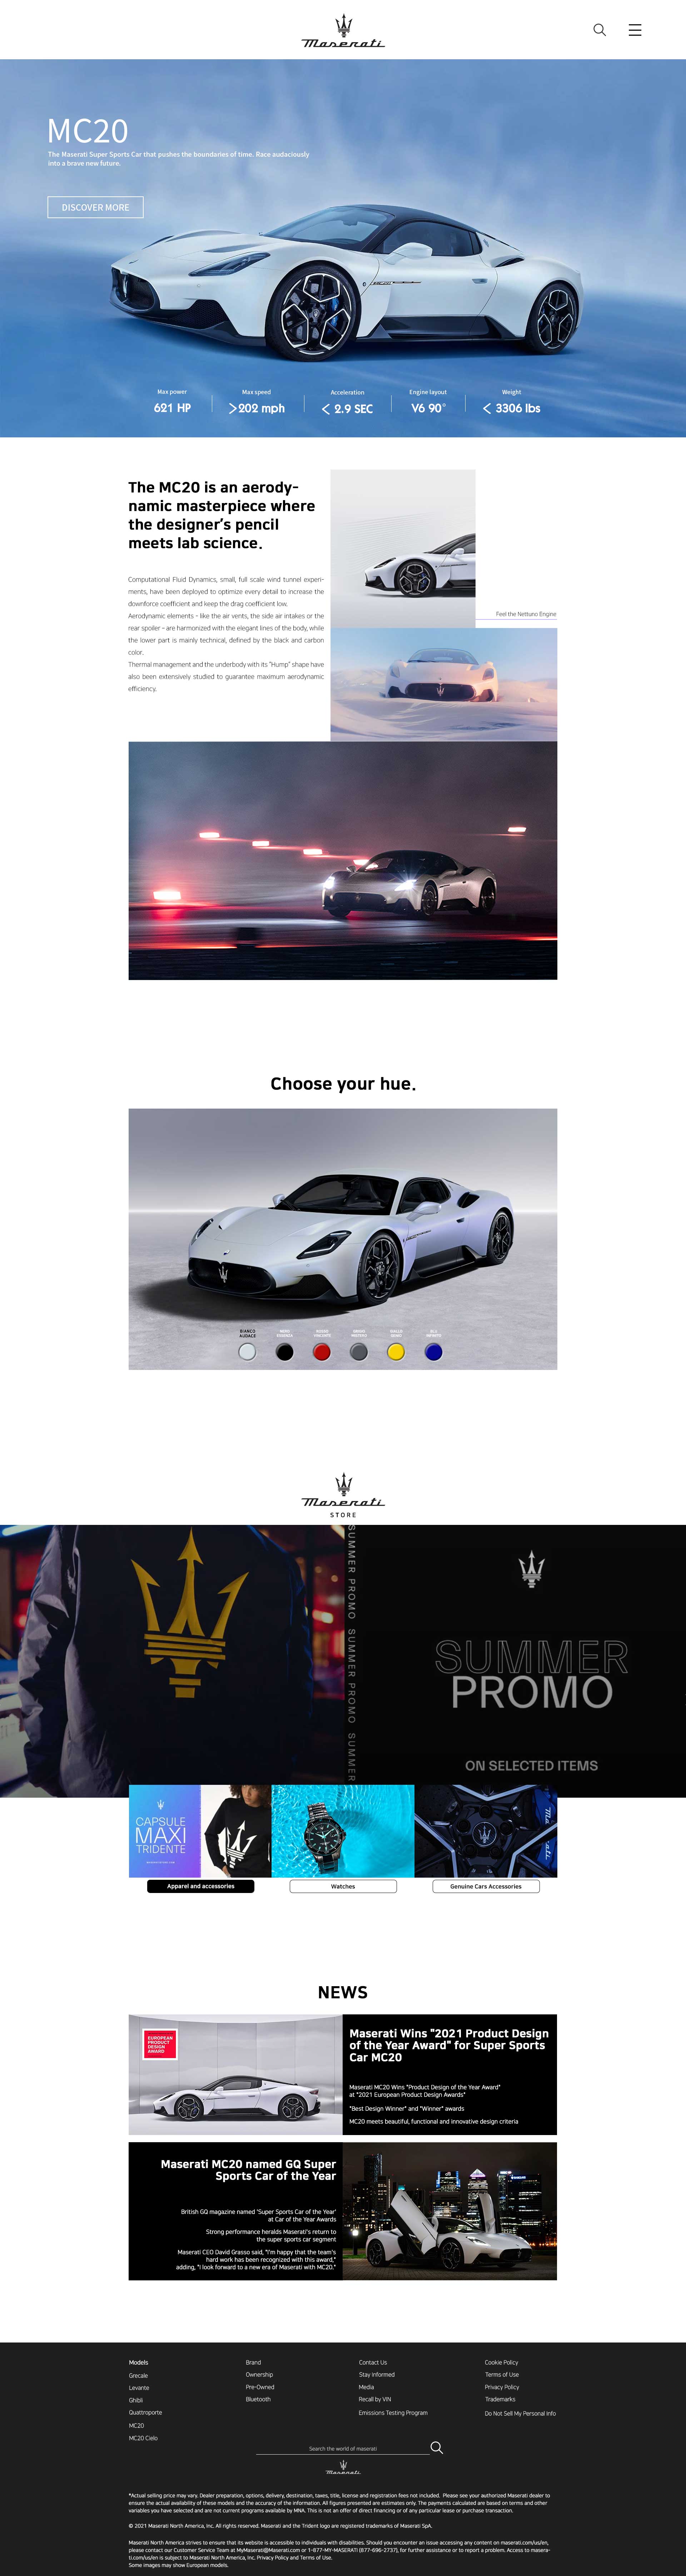 Maserati
MC20
The Maserati Super Sports Car that pushes the boundaries of time. Race audaciously
into a brave new future.
DISCOVER MORE
Max power
621 HP
Max speed
>202 mph
Acceleration
< 2.9 SEC
Engine layout
V6 90°
Weight
< 3306 lbs
The MC20 is an aerody-
namic masterpiece where
the designer's pencil
meets lab science.
Computational Fluid Dynamics, small, full scale wind tunnel experi-
ments, have been deployed to optimize every detail to increase the
downforce coefficient and keep the drag coefficient low.
Aerodynamic elements - like the air vents, the side air intakes or the
rear spoiler - are harmonized with the elegant lines of the body, while
the lower part is mainly technical, defined by the black and carbon
color.
Thermal management and the underbody with its "Hump" shape have
also been extensively studied to guarantee maximum aerodynamic
efficiency.
Feel the Nettuno Engine
Choose your hue.
BIANCO
AUDACE
Maserati
STORE
SUMMER PROMO SUMMER PROMO SUMMER
SUMMER
PROMO
ON SELECTED ITEMS
CAPSULE
MAXI
TRIDENTE
Apparel and accessories
Watches
Genuine Cars Accessories
NEWS
EUROPEAN
PRODUCT
DESIGN
AWARD
Maserati Wins "2021 Product Design
of the Year Award" for Super Sports
Car MC20
Maserati MC20 Wins "Product Design of the Year Award"
at "2021 European Product Design Awards"
"Best Design Winner" and "Winner" awards
MC20 meets beautiful, functional and innovative design criteria
Maserati MC20 named GQ Super
Sports Car of the Year
British GQ magazine named 'Super Sports Car of the Year'
at Car of the Year Awards
Strong performance heralds Maserati's return to
the super sports car segment
Maserati CEO David Grasso said, "I'm happy that the team's
hard work has been recognized with this award,"
adding, "I look forward to a new era of Maserati with MC20."
Models
Grecale
Levante
Ghibli
Quattroporte
MC20
MC20 Cielo
Brand
Ownership
Pre-Owned
Bluetooth
Contact Us
Stay Informed
Media
Recall by VIN
Emissions Testing Program
Cookie Policy
Terms of Use
Privacy Policy
Trademarks
Do Not Sell My Personal Info
Search the world of maserati
Maserati
*Actual selling price may vary. Dealer preparation, options, delivery, destination, taxes, title, license and registration fees not included. Please see your authorized Maserati dealer to
ensure the actual availability of these models and the accuracy of the information. All figures presented are estimates only. The payments calculated are based on terms and other
variables you have selected and are not current programs available by MNA. This is not an offer of direct financing or of any particular lease or purchase transaction.
© 2021 Maserati North America, Inc. All rights reserved. Maserati and the Trident logo are registered trademarks of Maserati SpA.
Maserati North America strives to ensure that its website is accessible to individuals with disabilities. Should you encounter an issue accessing any content on maserati.com/us/en,
please contact our Customer Service Team at MyMaserati@Maserati.com or 1-877-MY-MASERATI (877-696-2737), for further assistance or to report a problem. Access to masera-
ti.com/us/en is subject to Maserati North America, Inc. Privacy Policy and Terms of Use.
Some images may show European models.